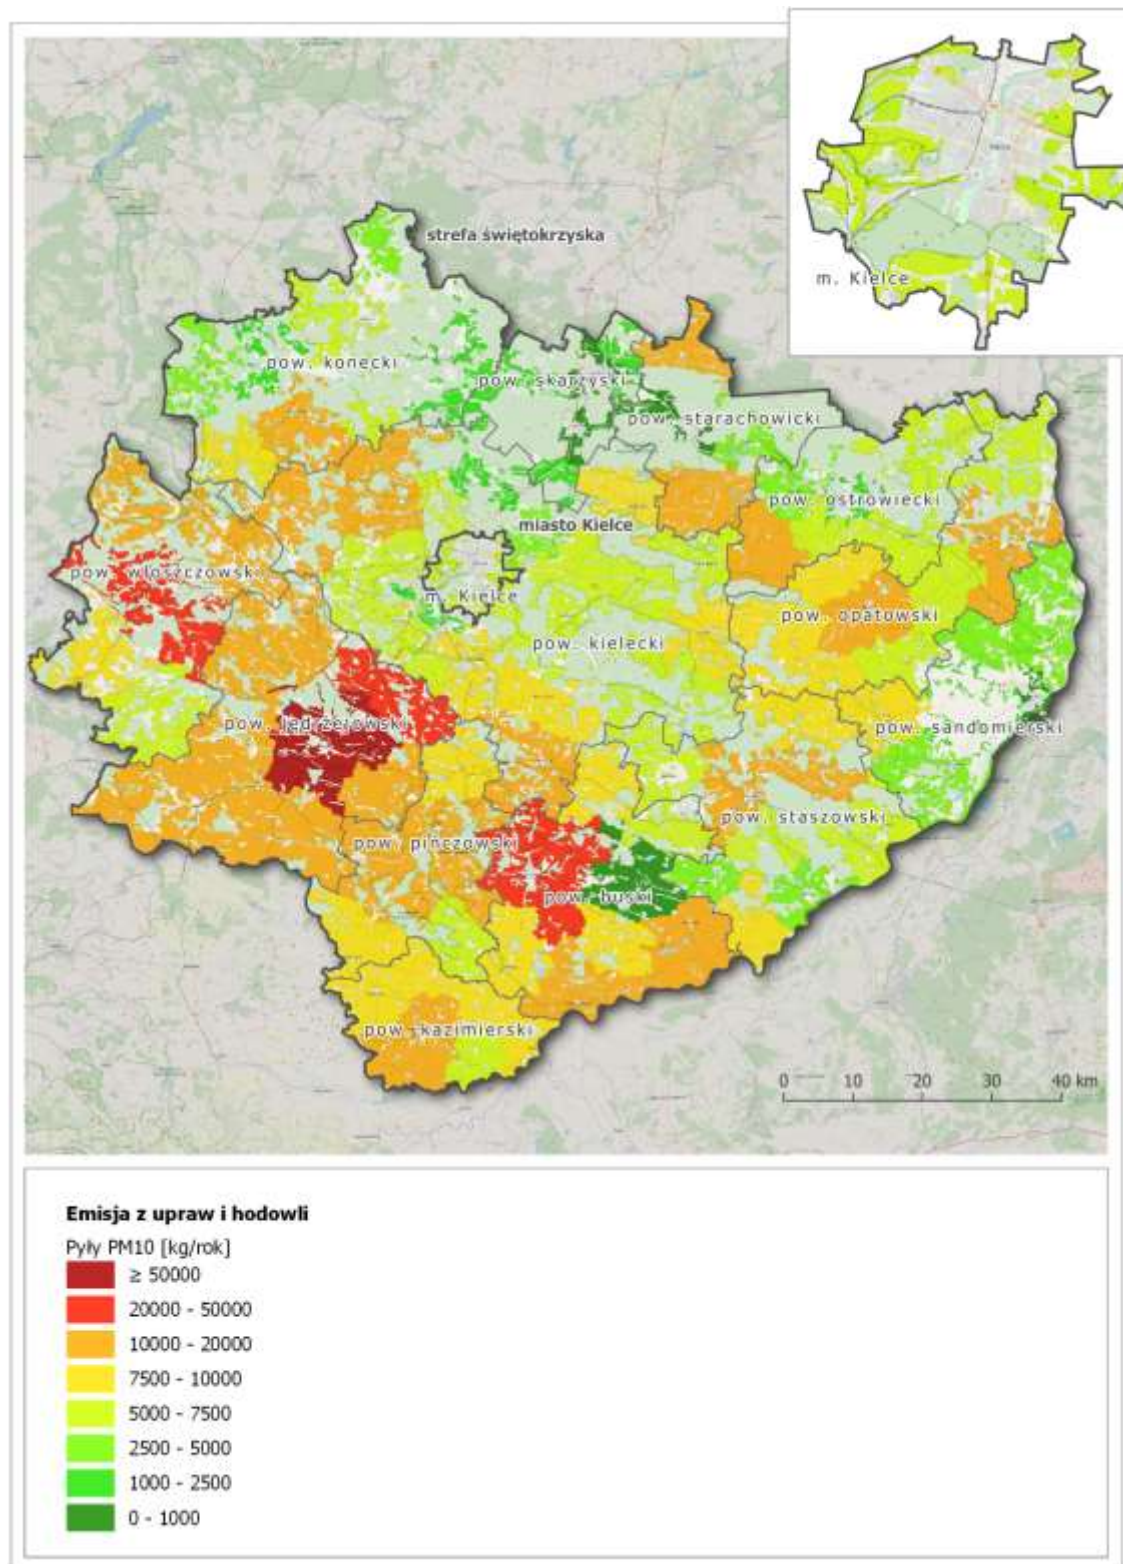 m. Kielce
strefa świętokrzyska
pow. konecki
pow. skarżyski
pow. starachowicki
pow. ostrowiecki
miasto Kielce
pow. włoszczowski
m. Kielce
pow. opatowski
pow. kielecki
pow. jędrzejowski
pow. sandomierski
pow. staszowski
pow. pińczowski
pow. buski
pow. kazimierski
0 10 20 30 40 km
Emisja z upraw i hodowli
Pyły PM10 [kg/rok]
≥ 50000
20000 - 50000
10000 - 20000
7500 - 10000
5000 - 7500
2500 - 5000
1000 - 2500
0 - 1000